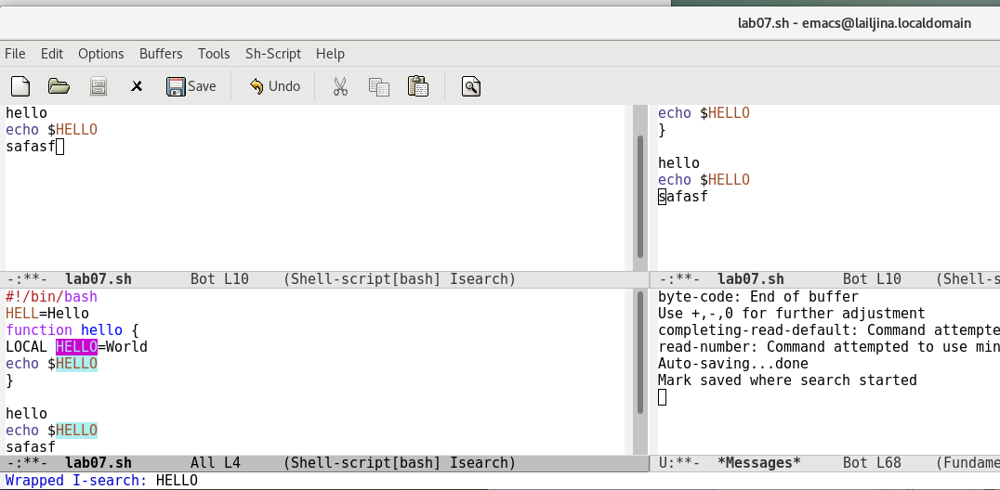 lab07.sh - emacs@lailjina.localdomain
File Edit Options Buffers Tools Sh-Script Help
Save Undo
hello
echo $HELLO
safasf
-:**- lab07.sh Bot L10 (Shell-script[bash] Isearch)
echo $HELLO
}
hello
echo $HELLO
safasf
-:**- lab07.sh Bot L10 (Shell-s
#!/bin/bash
HELL=Hello
function hello {
LOCAL HELLO=World
echo $HELLO
}
hello
echo $HELLO
safasf
-:**- lab07.sh All L4 (Shell-script[bash] Isearch)
byte-code: End of buffer
Use +,-,0 for further adjustment
completing-read-default: Command attempte
read-number: Command attempted to use min
Auto-saving...done
Mark saved where search started
U:**- *Messages* Bot L68 (Fundame
Wrapped I-search: HELLO